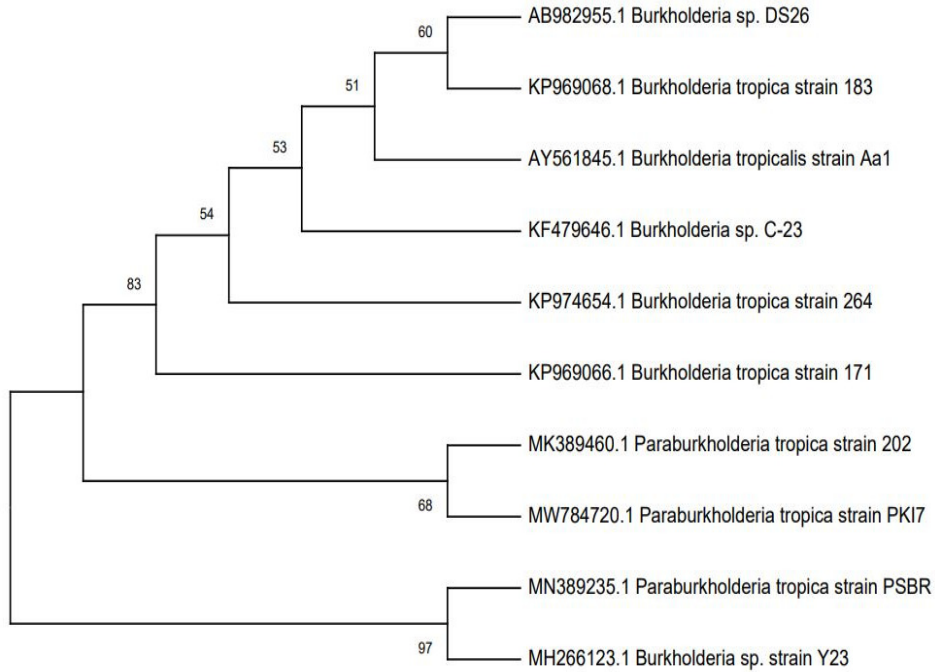 60
AB982955.1 Burkholderia sp. DS26
KP969068.1 Burkholderia tropica strain 183
51
AY561845.1 Burkholderia tropicalis strain Aa1
53
KF479646.1 Burkholderia sp. C-23
54
KP974654.1 Burkholderia tropica strain 264
83
KP969066.1 Burkholderia tropica strain 171
MK389460.1 Paraburkholderia tropica strain 202
68
MW784720.1 Paraburkholderia tropica strain PKI7
MN389235.1 Paraburkholderia tropica strain PSBR
97
MH266123.1 Burkholderia sp. strain Y23